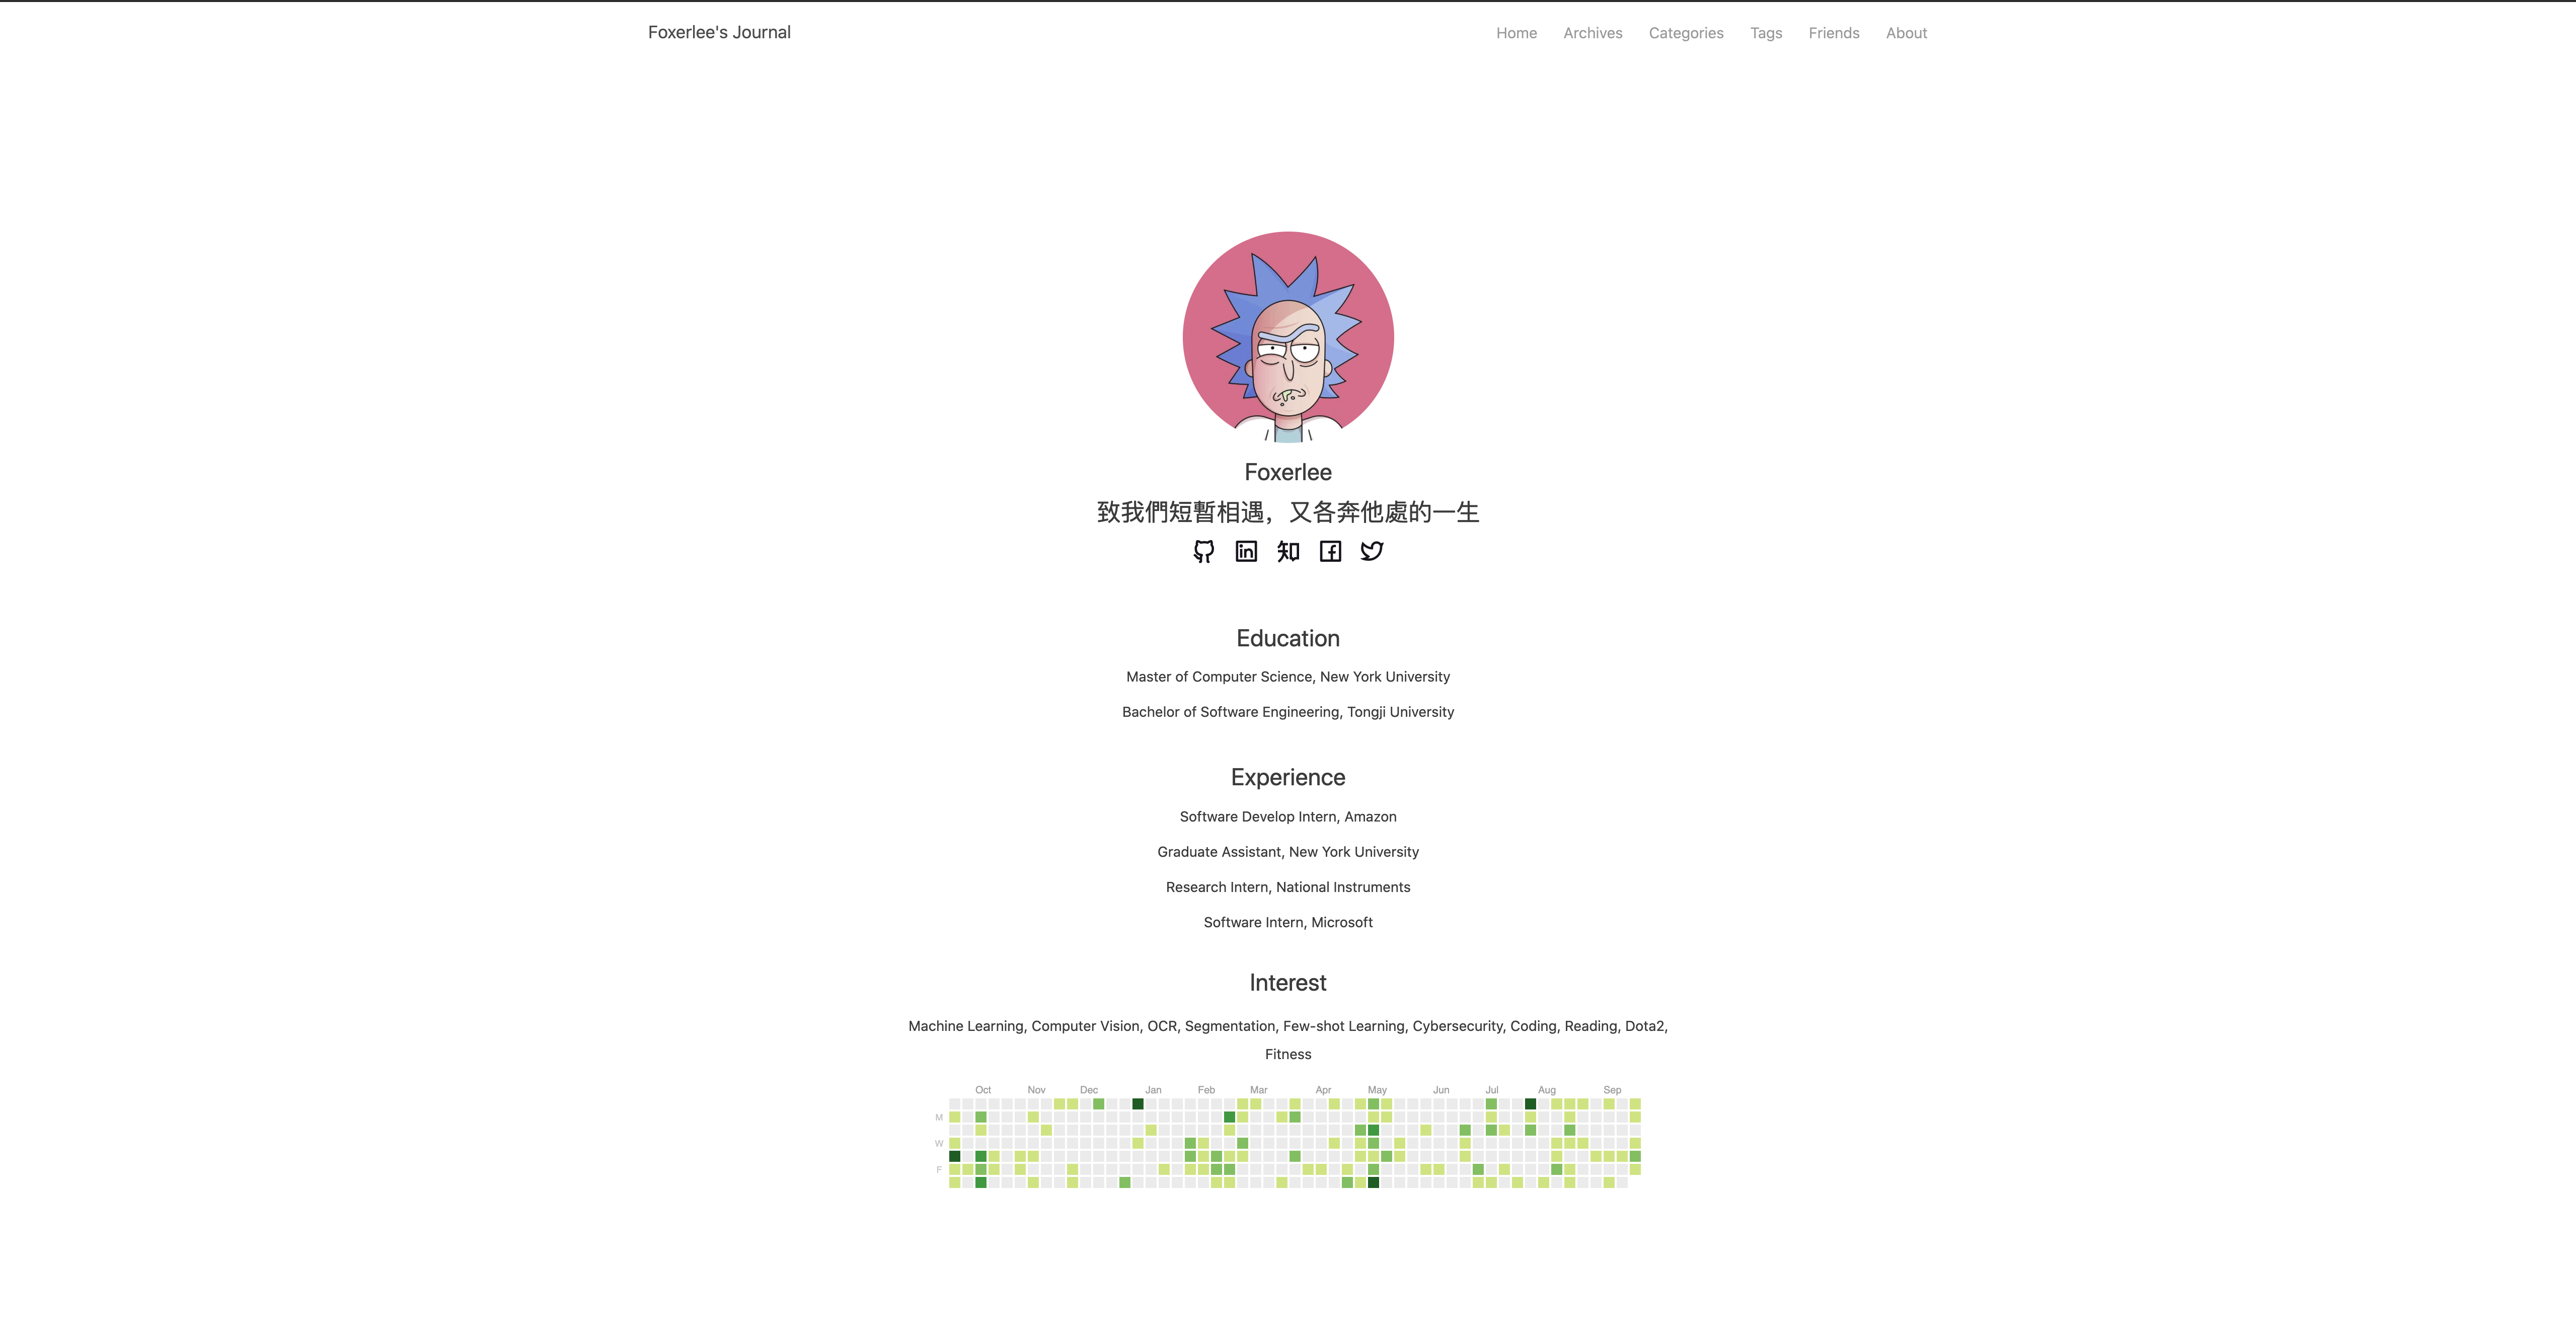 Foxerlee's Journal
Home Archives Categories Tags Friends About
Foxerlee
致我們短暫相遇，又各奔他處的一生
in 知 f
Education
Master of Computer Science, New York University
Bachelor of Software Engineering, Tongji University
Experience
Software Develop Intern, Amazon
Graduate Assistant, New York University
Research Intern, National Instruments
Software Intern, Microsoft
Interest
Machine Learning, Computer Vision, OCR, Segmentation, Few-shot Learning, Cybersecurity, Coding, Reading, Dota2,
Fitness
Oct Nov Dec Jan Feb Mar Apr May Jun Jul Aug Sep
M
W
F